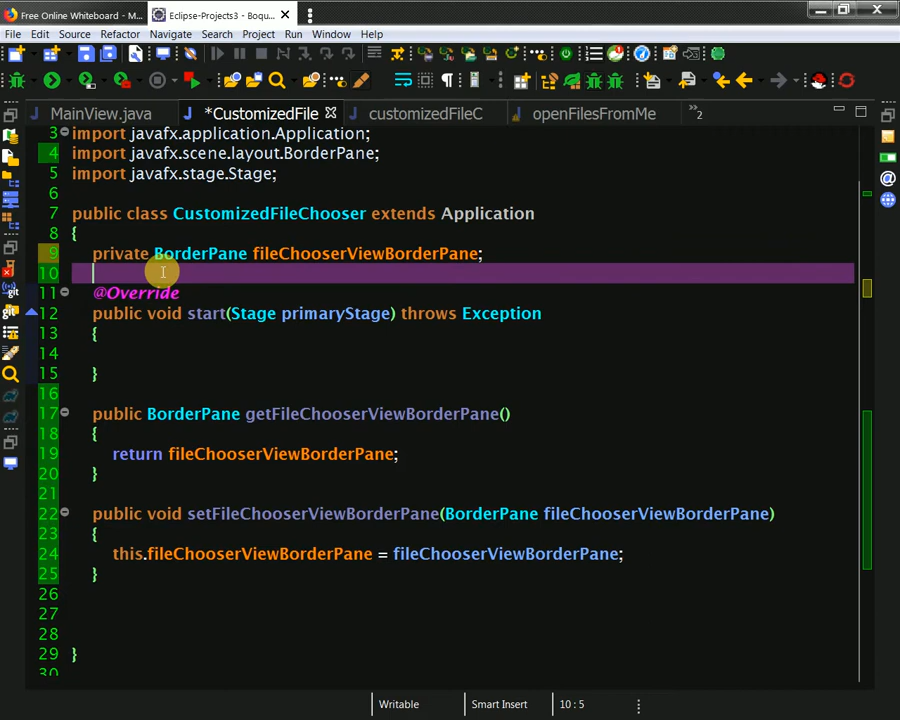 Free Online Whiteboard - M...
Eclipse-Projects3 - Boqu...
File Edit Source Refactor Navigate Search Project Run Window Help
MainView.java
*CustomizedFile
customizedFileC
openFilesFromMe
»2
3 import javafx.application.Application;
4 import javafx.scene.layout.BorderPane;
5 import javafx.stage.Stage;
6
7 public class CustomizedFileChooser extends Application
8 {
9 private BorderPane fileChooserViewBorderPane;
10
11 @Override
12 public void start(Stage primaryStage) throws Exception
13 {
14
15 }
16
17 public BorderPane getFileChooserViewBorderPane()
18 {
19 return fileChooserViewBorderPane;
20 }
21
22 public void setFileChooserViewBorderPane(BorderPane fileChooserViewBorderPane)
23 {
24 this.fileChooserViewBorderPane = fileChooserViewBorderPane;
25 }
26
27
28
29 }
30
Writable Smart Insert 10 : 5